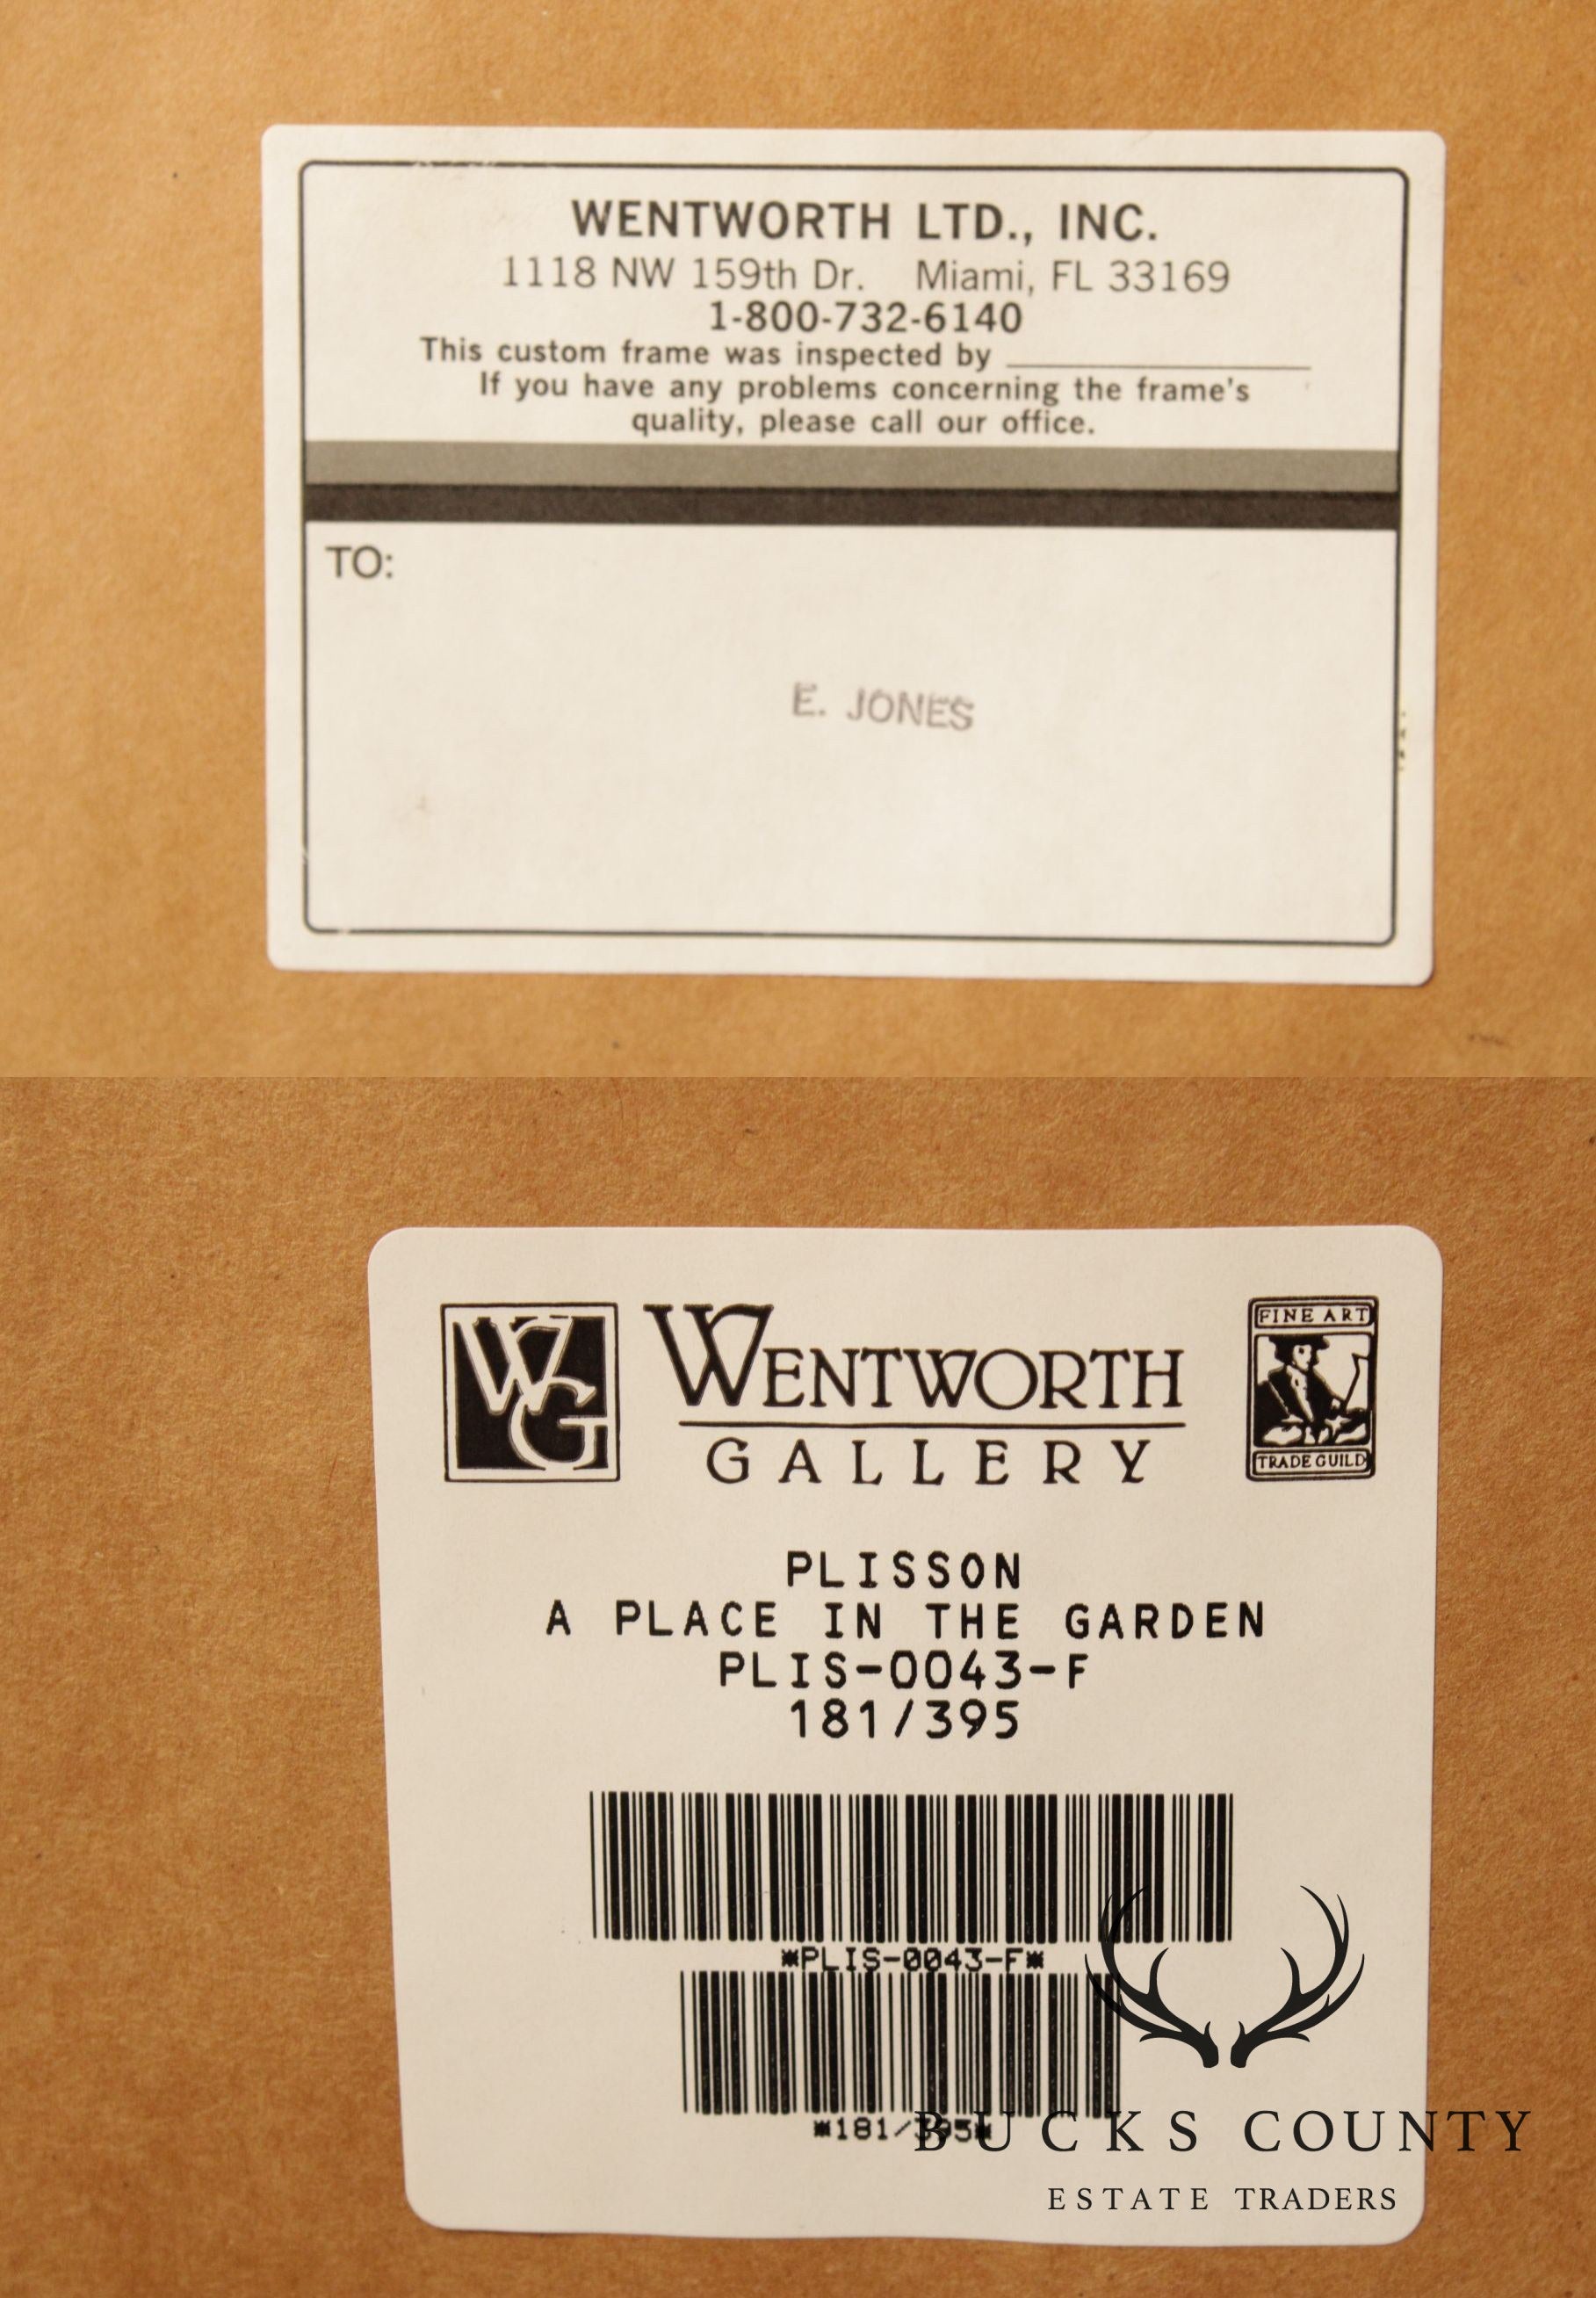 WENTWORTH LTD., INC.
1118 NW 159th Dr. Miami, FL 33169
1-800-732-6140
This custom frame was inspected by
If you have any problems concerning the frame's
quality, please call our office.
TO:
E. JONES
WG
WENTWORTH
GALLERY
FINE ART
TRADE GUILD
PLISSON
A PLACE IN THE GARDEN
PLIS-0043-F
181/395
*PLIS-0043-F*
*181/395*
BUCKS COUNTY
ESTATE TRADERS